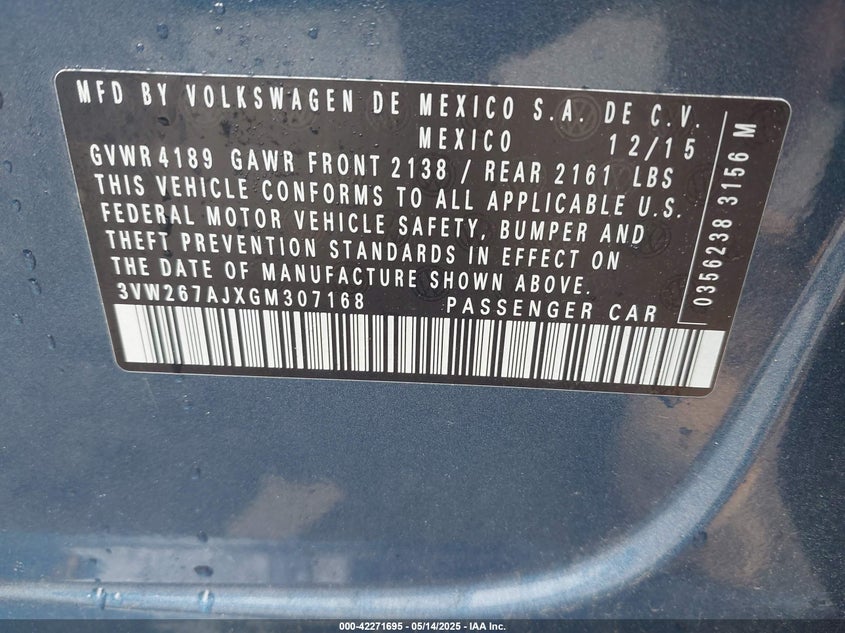 MFD BY VOLKSWAGEN DE MEXICO S.A. DE C.V.
MEXICO 12/15
GVWR4189 GAWR FRONT 2138 / REAR 2161 LBS
THIS VEHICLE CONFORMS TO ALL APPLICABLE U.S.
FEDERAL MOTOR VEHICLE SAFETY, BUMPER AND
THEFT PREVENTION STANDARDS IN EFFECT ON
THE DATE OF MANUFACTURE SHOWN ABOVE.
3VW267AJXGM307168 PASSENGER CAR
0356238 3156 M
000-42271695 - 05/14/2025 - IAA Inc.